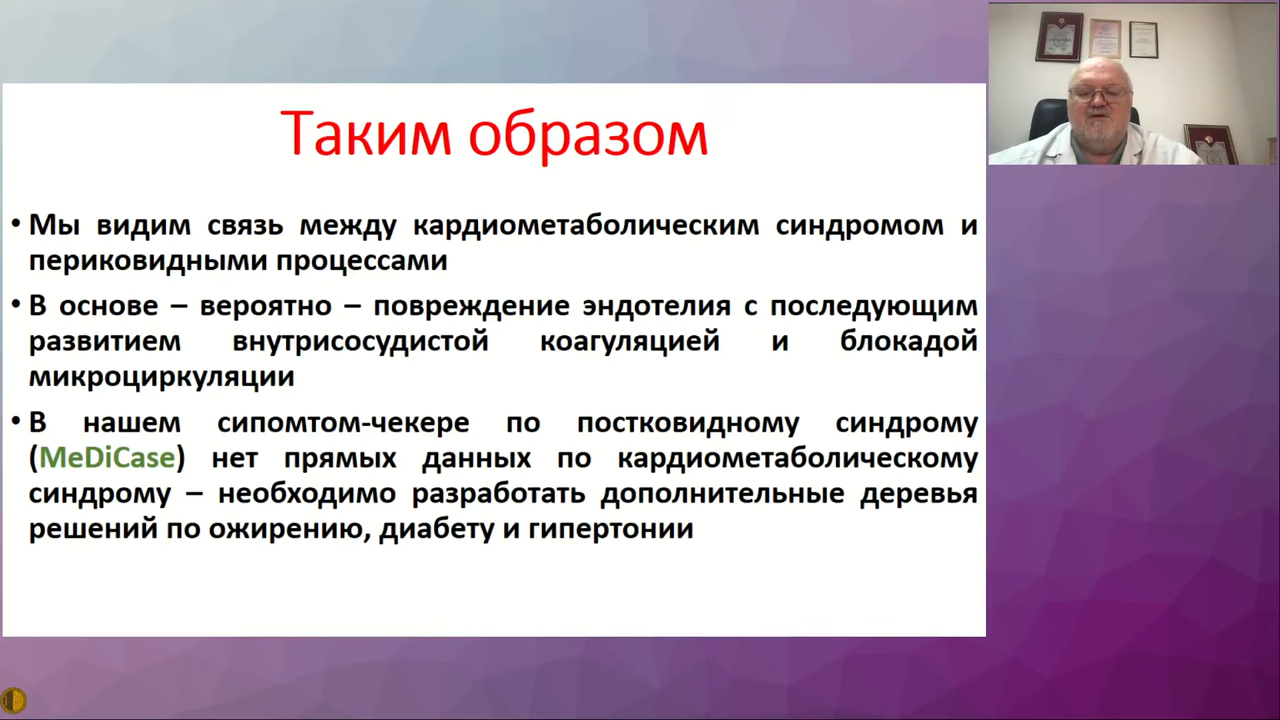 Таким образом
• Мы видим связь между кардиометаболическим синдромом и
периковидными процессами
• В основе – вероятно – повреждение эндотелия с последующим
развитием внутрисосудистой коагуляцией и блокадой
микроциркуляции
• В нашем сипомтом-чекере по постковидному синдрому
(MeDiCase) нет прямых данных по кардиометаболическому
синдрому – необходимо разработать дополнительные деревья
решений по ожирению, диабету и гипертонии